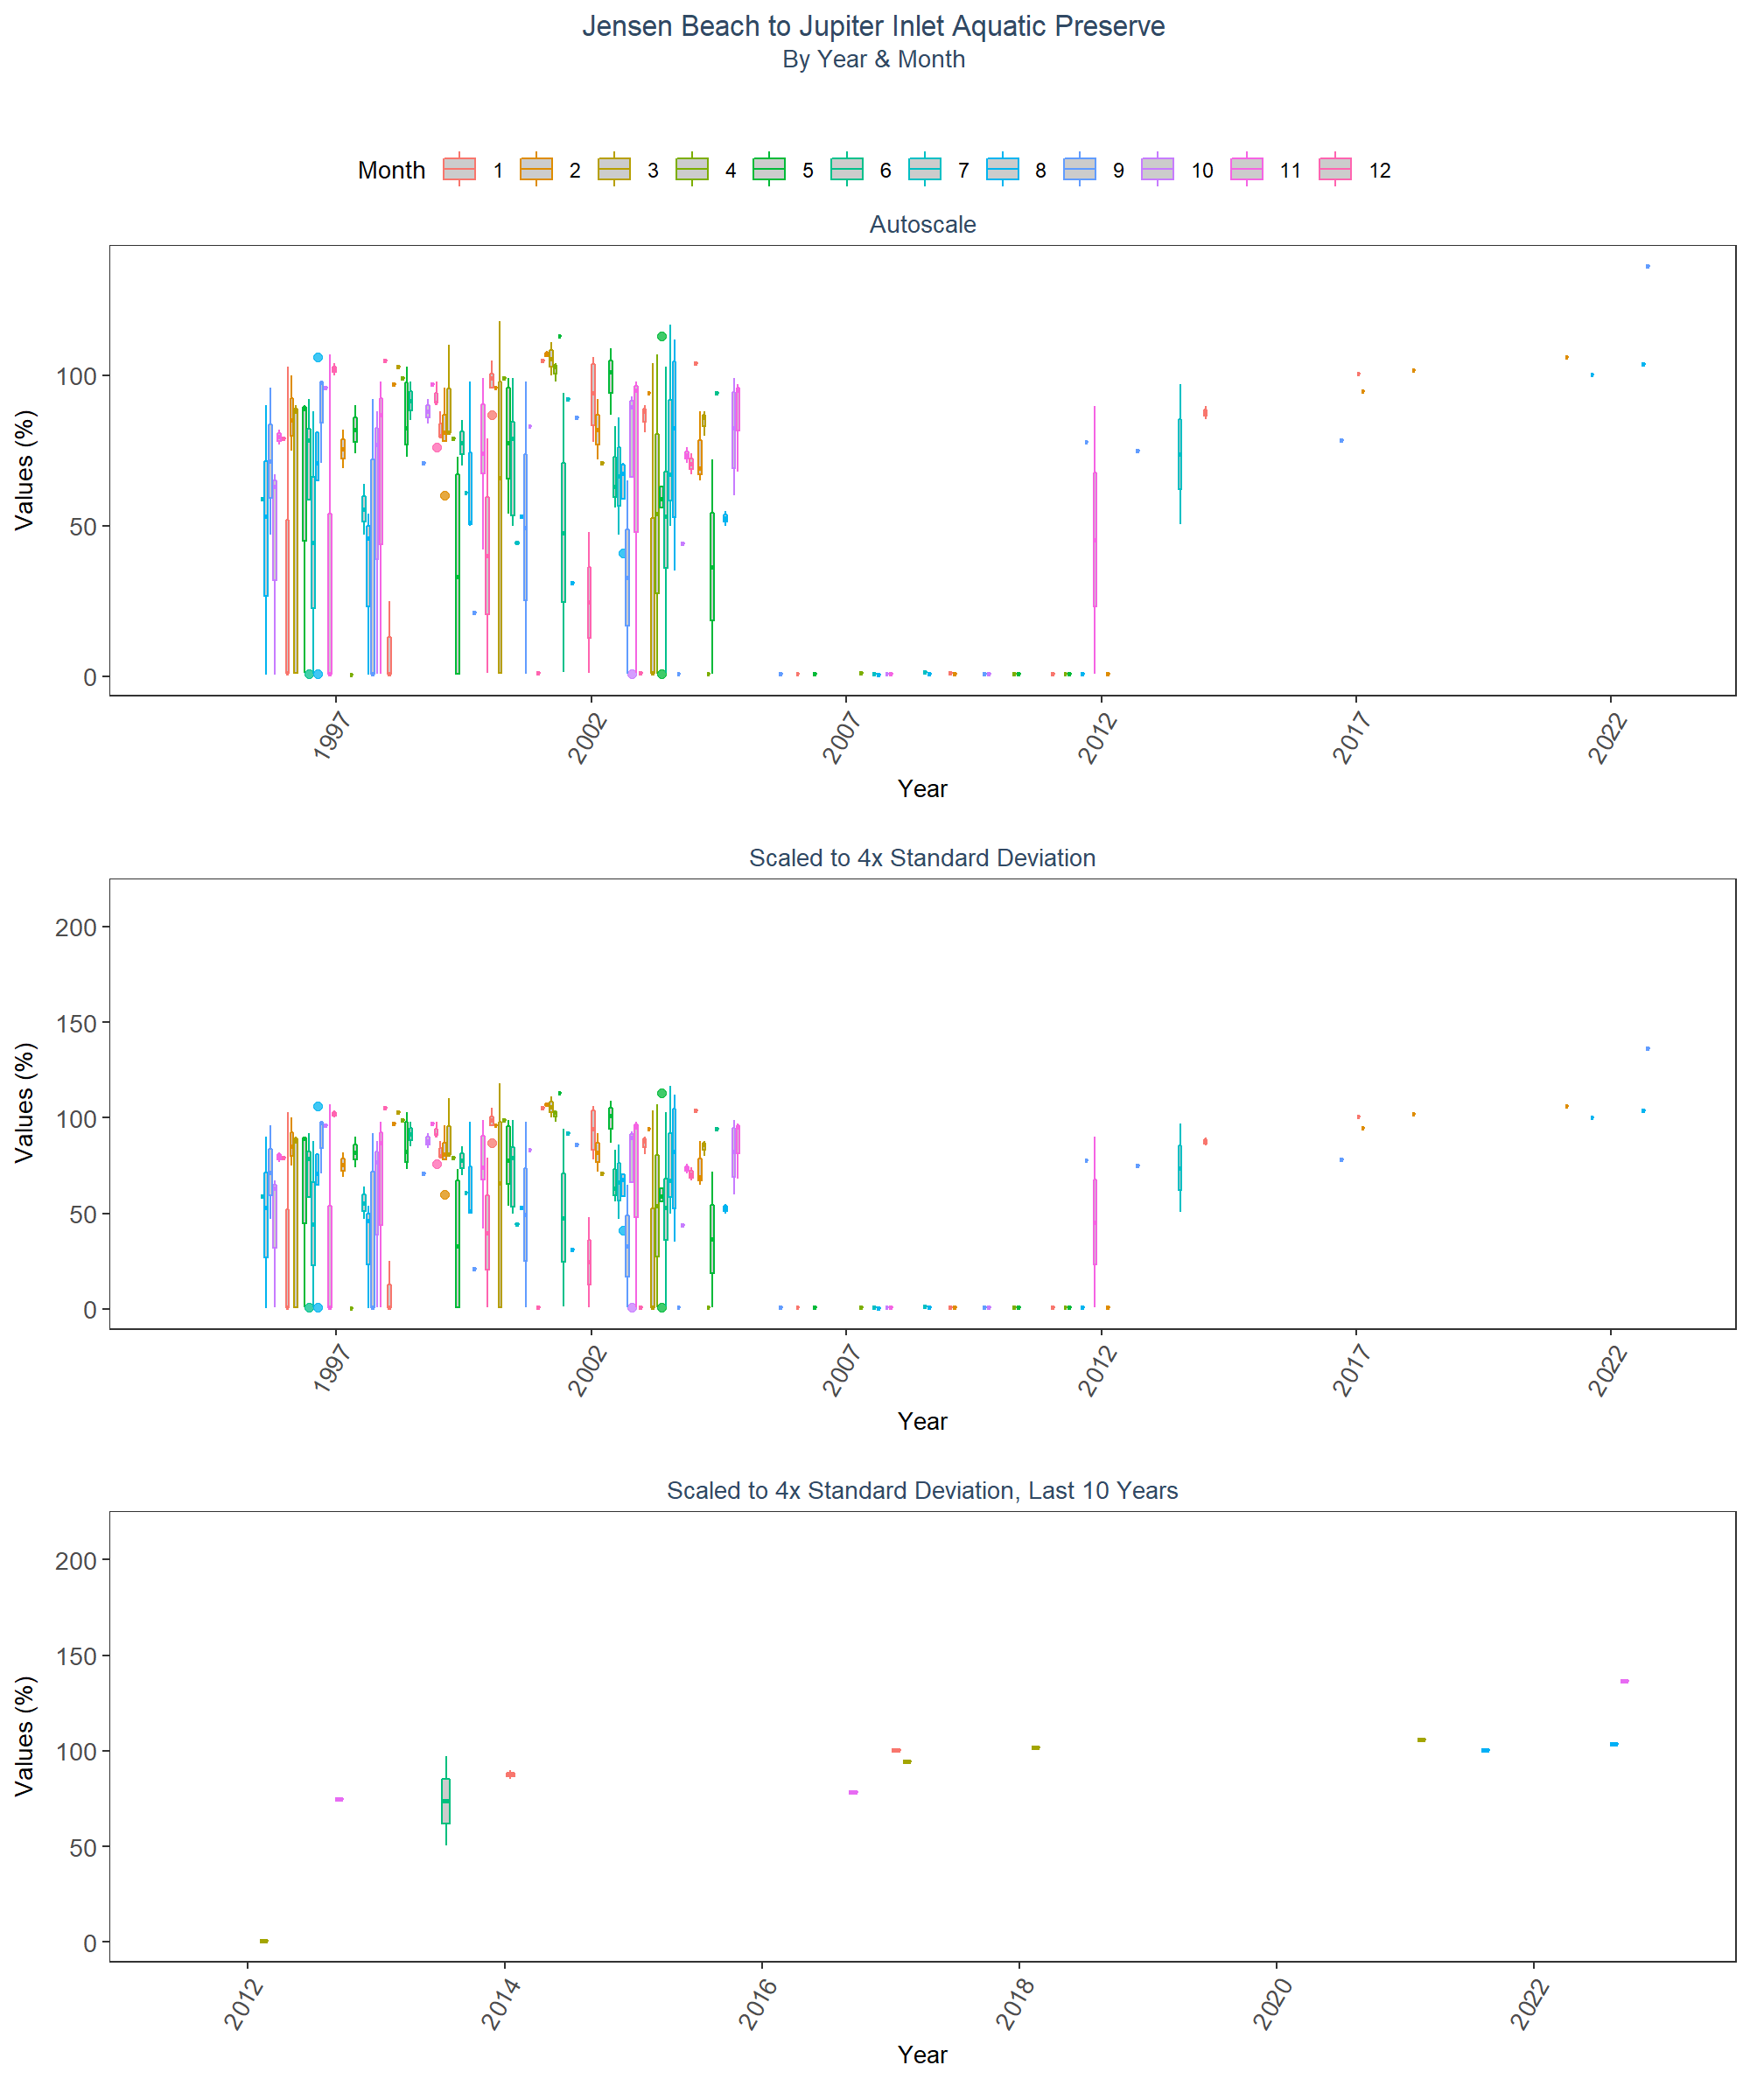 Jensen Beach to Jupiter Inlet Aquatic Preserve
By Year & Month
Month 1 2 3 4 5 6 7 8 9 10 11 12
Autoscale
Values (%)
100
50
0
1997 2002 2007 2012 2017 2022
Year
Scaled to 4x Standard Deviation
Values (%)
200
150
100
50
0
1997 2002 2007 2012 2017 2022
Year
Scaled to 4x Standard Deviation, Last 10 Years
Values (%)
200
150
100
50
0
2012 2014 2016 2018 2020 2022
Year